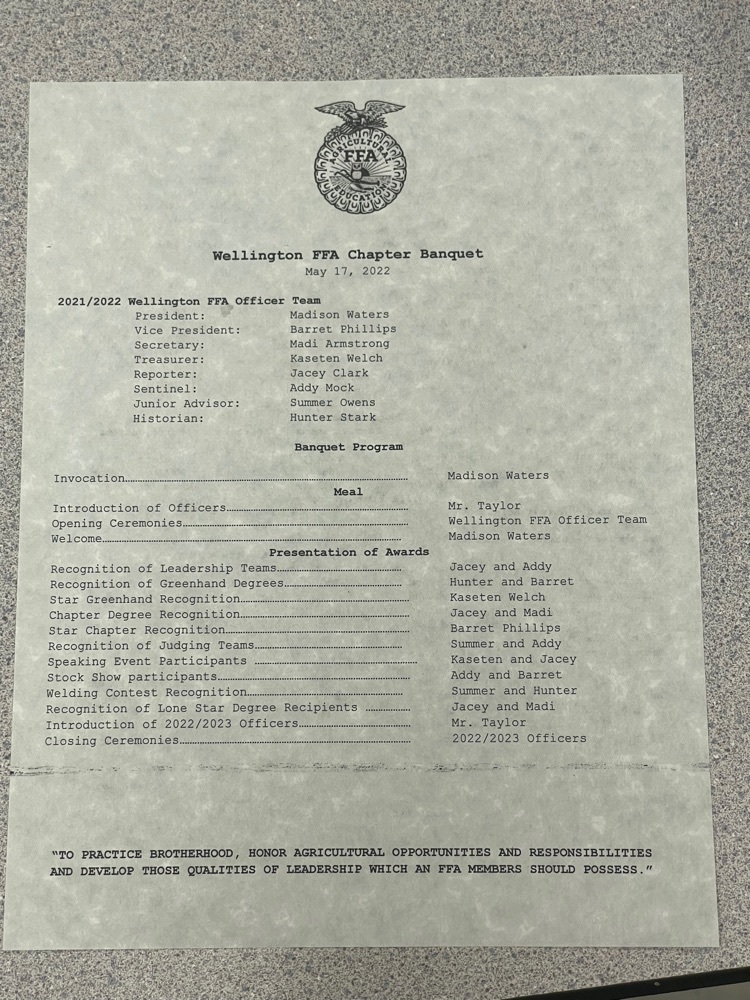 AGRICULTURAL
FFA
EDUCATION
Wellington FFA Chapter Banquet
May 17, 2022
2021/2022 Wellington FFA Officer Team
President: Madison Waters
Vice President: Barret Phillips
Secretary: Madi Armstrong
Treasurer: Kaseten Welch
Reporter: Jacey Clark
Sentinel: Addy Mock
Junior Advisor: Summer Owens
Historian: Hunter Stark
Banquet Program
Invocation Madison Waters
Meal
Introduction of Officers Mr. Taylor
Opening Ceremonies Wellington FFA Officer Team
Welcome Madison Waters
Presentation of Awards
Recognition of Leadership Teams Jacey and Addy
Recognition of Greenhand Degrees Hunter and Barret
Star Greenhand Recognition Kaseten Welch
Chapter Degree Recognition Jacey and Madi
Star Chapter Recognition Barret Phillips
Recognition of Judging Teams Summer and Addy
Speaking Event Participants Kaseten and Jacey
Stock Show participants Addy and Barret
Welding Contest Recognition Summer and Hunter
Recognition of Lone Star Degree Recipients Jacey and Madi
Introduction of 2022/2023 Officers Mr. Taylor
Closing Ceremonies 2022/2023 Officers
"TO PRACTICE BROTHERHOOD, HONOR AGRICULTURAL OPPORTUNITIES AND RESPONSIBILITIES
AND DEVELOP THOSE QUALITIES OF LEADERSHIP WHICH AN FFA MEMBERS SHOULD POSSESS."